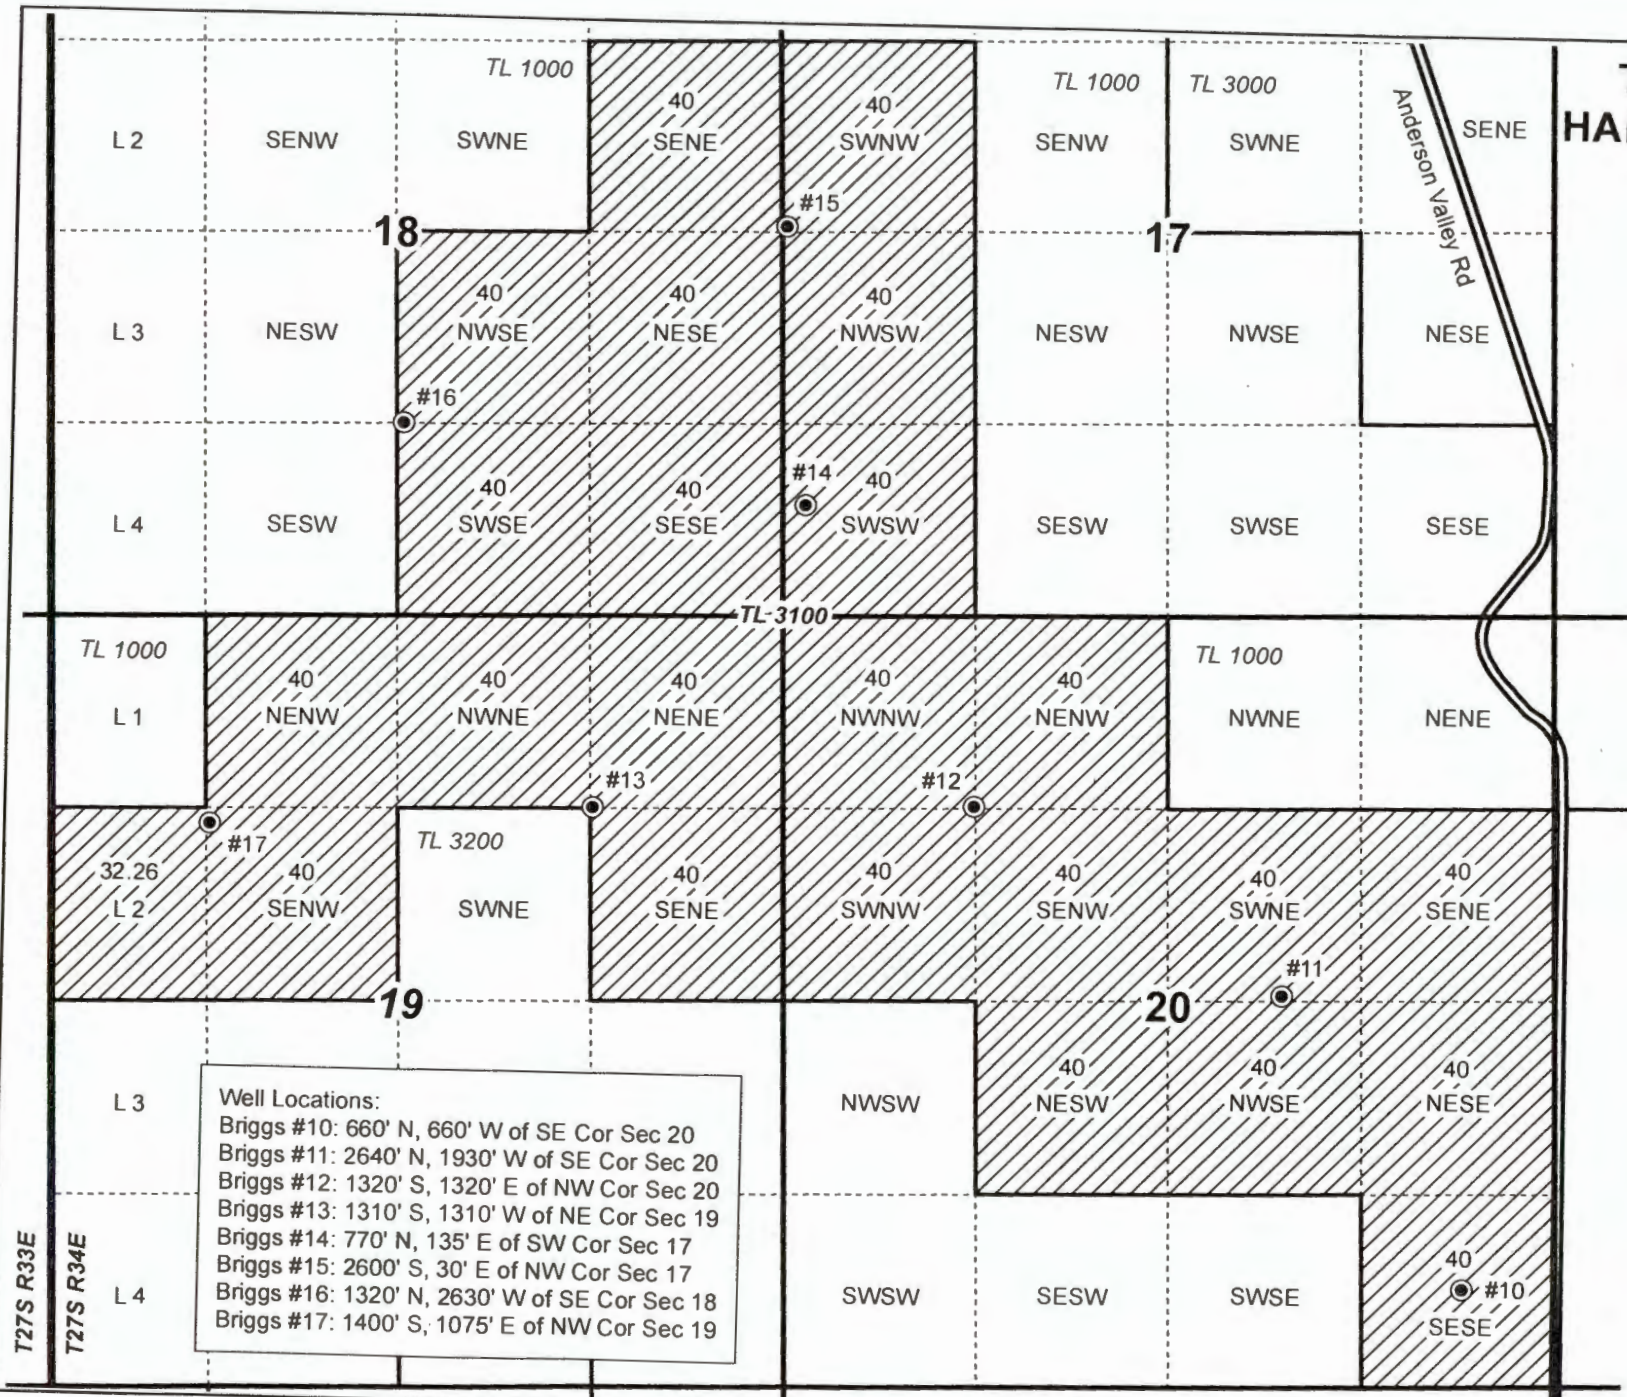 TL 1000
TL 1000
TL 3000
HA
L 2
SENW
SWNE
40
SENE
40
SWNW
SENW
SWNE
Anderson Valley Rd
SENE
#15
18
17
L 3
NESW
40
NWSE
40
NESE
40
NWSW
NESW
NWSE
NESE
#16
#14
L 4
SESW
40
SWSE
40
SESE
40
SWSW
SESW
SWSE
SESE
TL 3100
TL 1000
TL 1000
L 1
40
NENW
40
NWNE
40
NENE
40
NWNW
40
NENW
NWNE
NENE
#13
#12
#17
TL 3200
32.26
L 2
40
SENW
SWNE
40
SENE
40
SWNW
40
SENW
40
SWNE
40
SENE
#11
19
20
L 3
NWSW
40
NESW
40
NWSE
40
NESE
Well Locations:
Briggs #10: 660' N, 660' W of SE Cor Sec 20
Briggs #11: 2640' N, 1930' W of SE Cor Sec 20
Briggs #12: 1320' S, 1320' E of NW Cor Sec 20
Briggs #13: 1310' S, 1310' W of NE Cor Sec 19
Briggs #14: 770' N, 135' E of SW Cor Sec 17
Briggs #15: 2600' S, 30' E of NW Cor Sec 17
Briggs #16: 1320' N, 2630' W of SE Cor Sec 18
Briggs #17: 1400' S, 1075' E of NW Cor Sec 19
T27S R33E
T27S R34E
L 4
SWSW
SESW
SWSE
40
#10
SESE